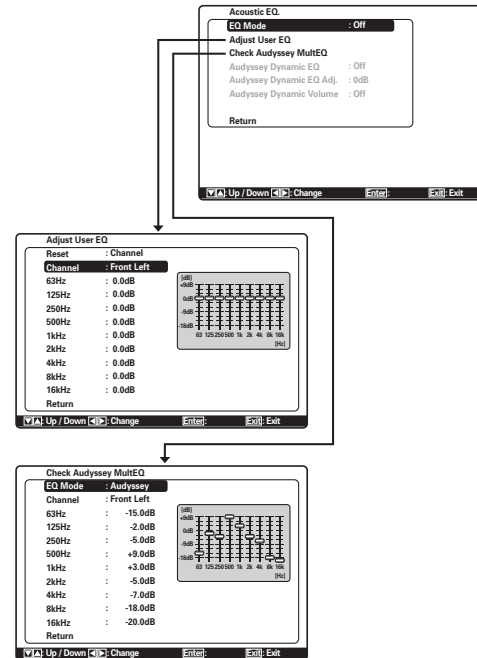 Acoustic EQ.
EQ Mode : Off
Adjust User EQ
Check Audyssey MultEQ
Audyssey Dynamic EQ : Off
Audyssey Dynamic EQ Adj. : 0dB
Audyssey Dynamic Volume : Off
Return
▼▲: Up / Down ◀▶: Change Enter: Exit: Exit
Adjust User EQ
Reset : Channel
Channel : Front Left
63Hz : 0.0dB
125Hz : 0.0dB
250Hz : 0.0dB
500Hz : 0.0dB
1kHz : 0.0dB
2kHz : 0.0dB
4kHz : 0.0dB
8kHz : 0.0dB
16kHz : 0.0dB
Return
[dB]
+9dB
0dB
-9dB
-18dB
63 125 250 500 1k 2k 4k 8k 16k
[Hz]
▼▲: Up / Down ◀▶: Change Enter: Exit: Exit
Check Audyssey MultEQ
EQ Mode : Audyssey
Channel : Front Left
63Hz : -15.0dB
125Hz : -2.0dB
250Hz : -5.0dB
500Hz : +9.0dB
1kHz : +3.0dB
2kHz : -5.0dB
4kHz : -7.0dB
8kHz : -18.0dB
16kHz : -20.0dB
Return
[dB]
+9dB
0dB
-9dB
-18dB
63 125 250 500 1k 2k 4k 8k 16k
[Hz]
▼▲: Up / Down ◀▶: Change Enter: Exit: Exit